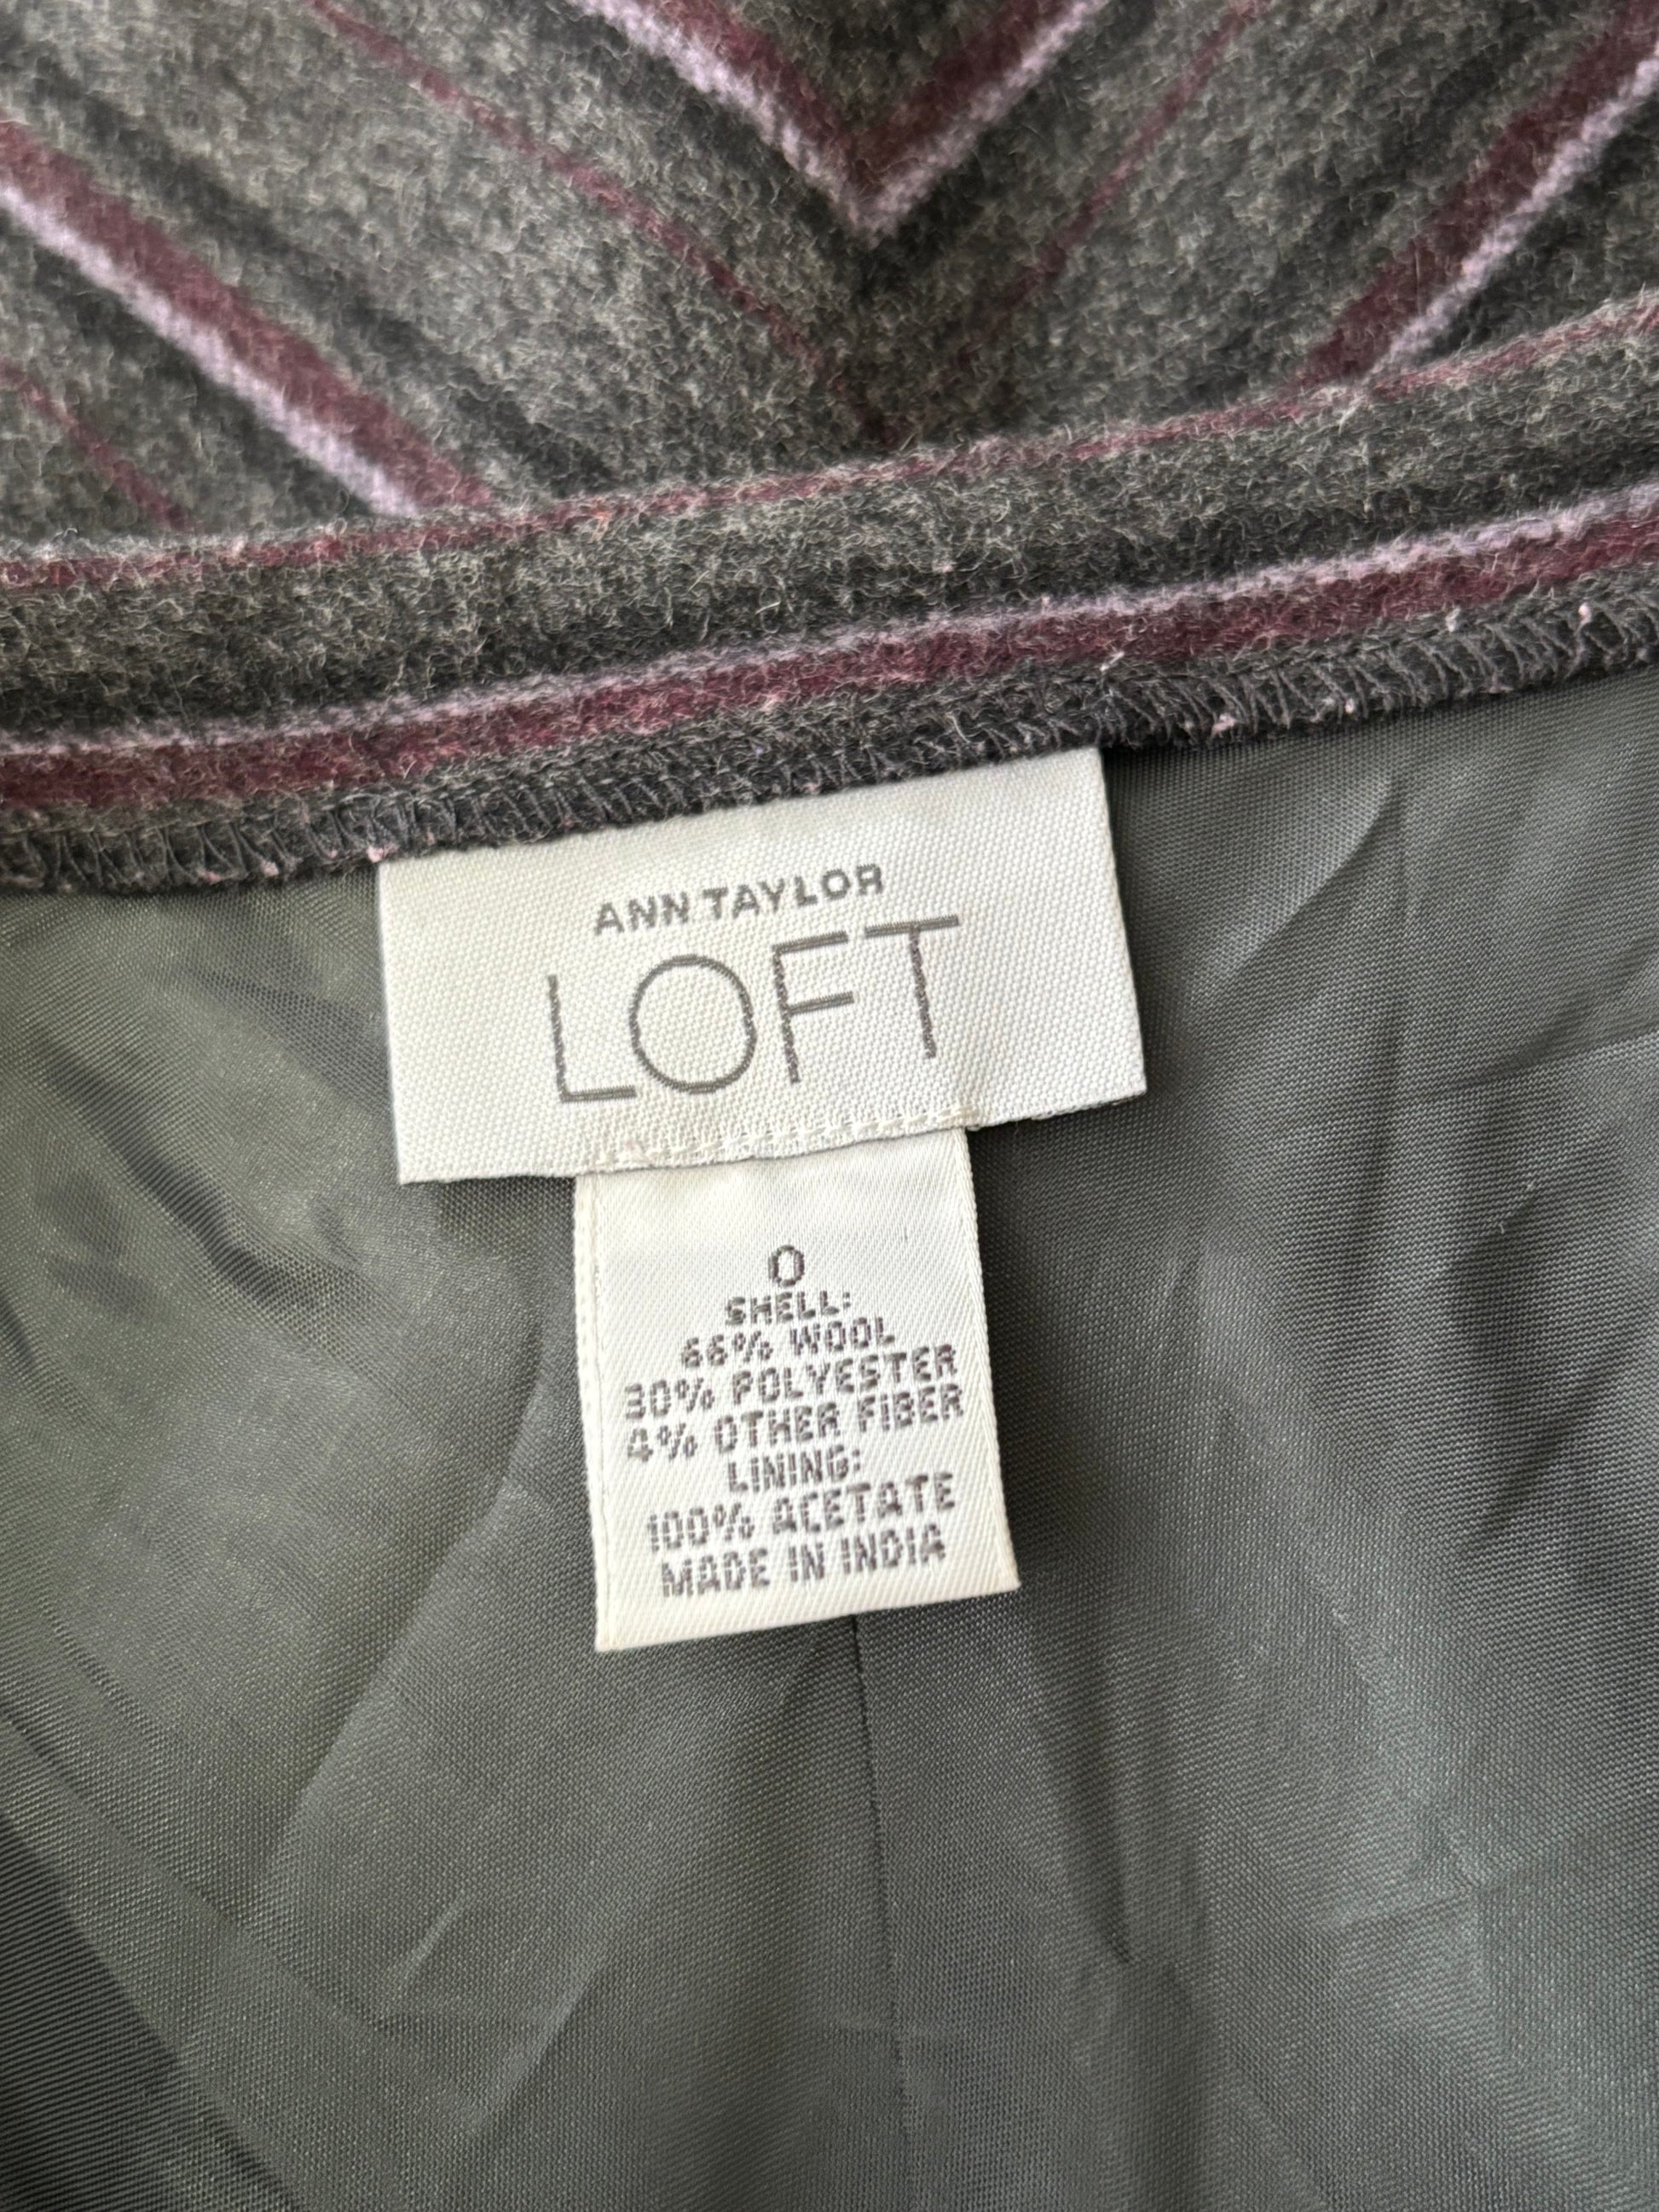 ANN TAYLOR
LOFT
0
SHELL:
66% WOOL
30% POLYESTER
4% OTHER FIBER
LINING:
100% ACETATE
MADE IN INDIA